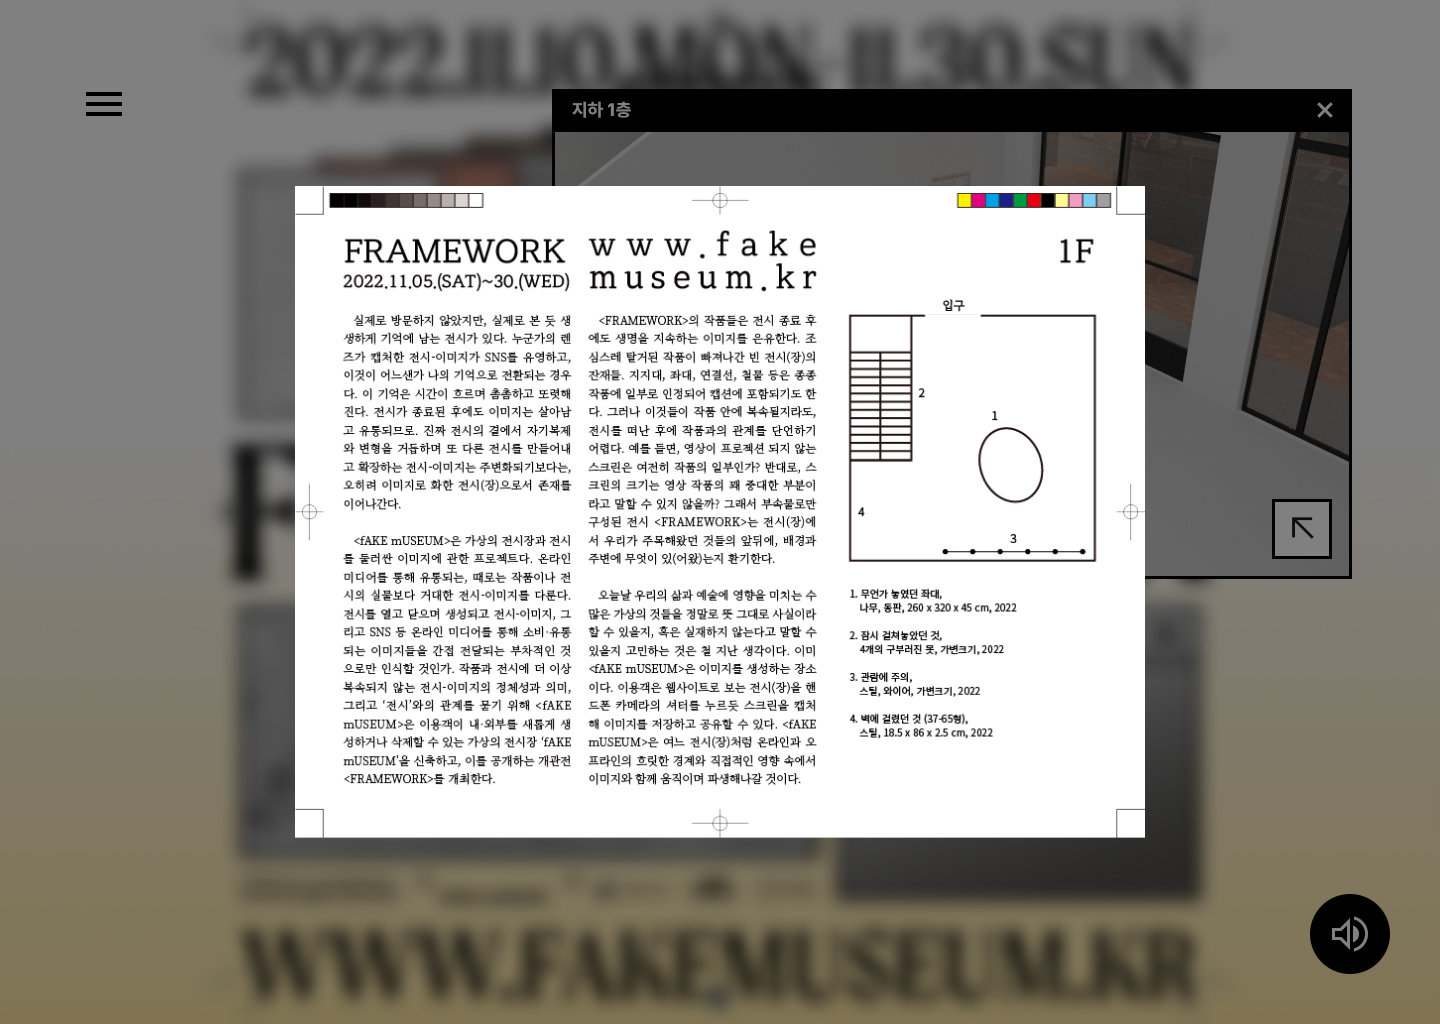 2022.11.10.MON-11.30.SUN
지하 1층
FRAMEWORK
2022.11.05.(SAT)~30.(WED)
실제로 방문하지 않았지만, 실제로 본 듯 생
생하게 기억에 남는 전시가 있다. 누군가의 렌
즈가 캡처한 전시-이미지가 SNS를 유영하고,
이것이 어느샌가 나의 기억으로 전환되는 경우
다. 이 기억은 시간이 흐르며 촘촘하고 또렷해
진다. 전시가 종료된 후에도 이미지는 살아남
고 유통되므로. 진짜 전시의 곁에서 자기복제
와 변형을 거듭하며 또 다른 전시를 만들어내
고 확장하는 전시-이미지는 주변화되기보다는,
오히려 이미지로 화한 전시(장)으로서 존재를
이어나간다.
<fAKE mUSEUM>은 가상의 전시장과 전시
를 둘러싼 이미지에 관한 프로젝트다. 온라인
미디어를 통해 유통되는, 때로는 작품이나 전
시의 실물보다 거대한 전시-이미지를 다룬다.
전시를 열고 닫으며 생성되고 전시-이미지, 그
리고 SNS 등 온라인 미디어를 통해 소비·유통
되는 이미지들을 간접 전달되는 부차적인 것
으로만 인식할 것인가. 작품과 전시에 더 이상
복속되지 않는 전시-이미지의 정체성과 의미,
그리고 ‘전시’와의 관계를 묻기 위해 <fAKE
mUSEUM>은 이용객이 내·외부를 새롭게 생
성하거나 삭제할 수 있는 가상의 전시장 ‘fAKE
mUSEUM’을 신축하고, 이를 공개하는 개관전
<FRAMEWORK>를 개최한다.
www.fake
museum.kr
<FRAMEWORK>의 작품들은 전시 종료 후
에도 생명을 지속하는 이미지를 은유한다. 조
심스레 탈거된 작품이 빠져나간 빈 전시(장)의
잔재들. 지지대, 좌대, 연결선, 철물 등은 종종
작품에 일부로 인정되어 캡션에 포함되기도 한
다. 그러나 이것들이 작품 안에 복속될지라도,
전시를 떠난 후에 작품과의 관계를 단언하기
어렵다. 예를 들면, 영상이 프로젝션 되지 않는
스크린은 여전히 작품의 일부인가? 반대로, 스
크린의 크기는 영상 작품의 꽤 중대한 부분이
라고 말할 수 있지 않을까? 그래서 부속물로만
구성된 전시 <FRAMEWORK>는 전시(장)에
서 우리가 주목해왔던 것들의 앞뒤에, 배경과
주변에 무엇이 있(어왔)는지 환기한다.
오늘날 우리의 삶과 예술에 영향을 미치는 수
많은 가상의 것들을 정말로 뜻 그대로 사실이라
할 수 있을지, 혹은 실재하지 않는다고 말할 수
있을지 고민하는 것은 철 지난 생각이다. 이미
<fAKE mUSEUM>은 이미지를 생성하는 장소
이다. 이용객은 웹사이트로 보는 전시(장)을 핸
드폰 카메라의 셔터를 누르듯 스크린을 캡처
해 이미지를 저장하고 공유할 수 있다. <fAKE
mUSEUM>은 여느 전시(장)처럼 온라인과 오
프라인의 흐릿한 경계와 직접적인 영향 속에서
이미지와 함께 움직이며 파생해나갈 것이다.
1F
입구
2
1
4
3
1. 무언가 놓였던 좌대,
나무, 동판, 260 x 320 x 45 cm, 2022
2. 잠시 걸쳐놓았던 것,
4개의 구부러진 못, 가변크기, 2022
3. 관람에 주의,
스틸, 와이어, 가변크기, 2022
4. 벽에 걸렸던 것 (37-65형),
스틸, 18.5 x 86 x 2.5 cm, 2022
WWW.FAKEMUSEUM.KR